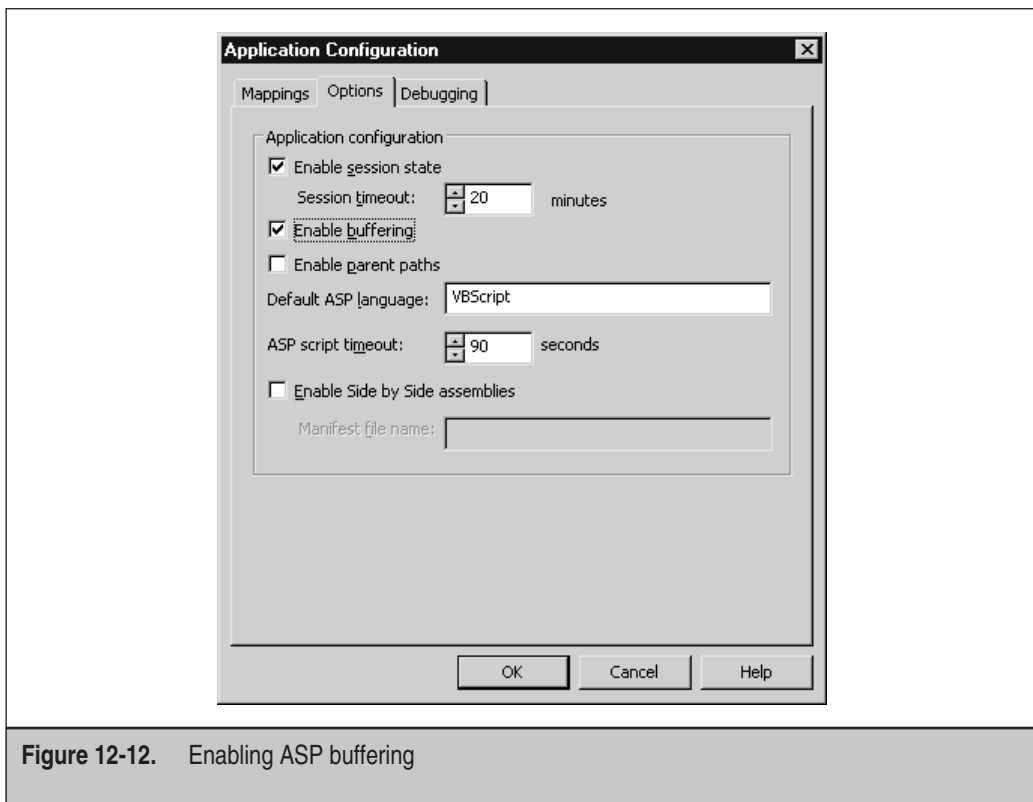 Application Configuration
Mappings Options Debugging
Application configuration
Enable session state
Session timeout: 20 minutes
Enable buffering
Enable parent paths
Default ASP language: VBScript
ASP script timeout: 90 seconds
Enable Side by Side assemblies
Manifest file name:
OK Cancel Help
Figure 12-12. Enabling ASP buffering